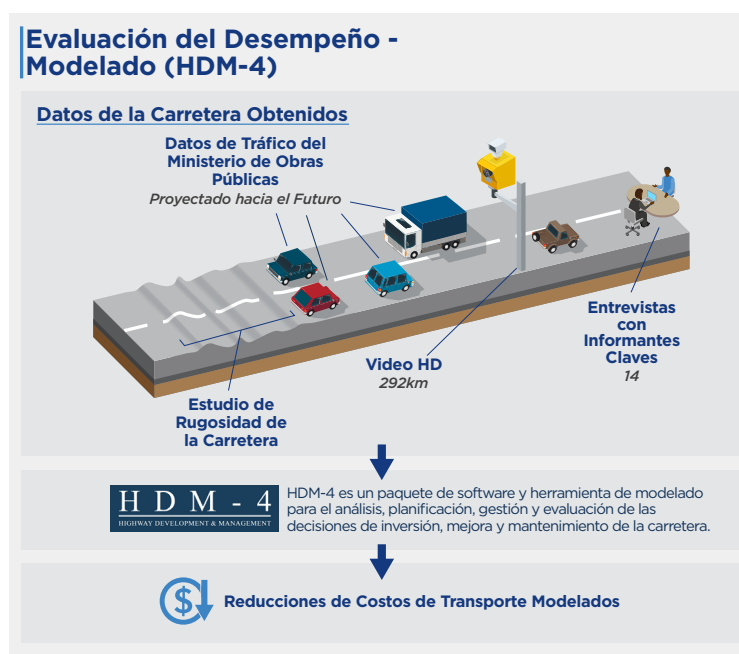 Evaluación del Desempeño -
Modelado (HDM-4)
Datos de la Carretera Obtenidos
Datos de Tráfico del
Ministerio de Obras
Públicas
Proyectado hacia el Futuro
Entrevistas
con
Informantes
Claves
14
Video HD
292km
Estudio de
Rugosidad de
la Carretera
HDM-4
HIGHWAY DEVELOPMENT & MANAGEMENT
HDM-4 es un paquete de software y herramienta de modelado
para el análisis, planificación, gestión y evaluación de las
decisiones de inversión, mejora y mantenimiento de la carretera.
$
Reducciones de Costos de Transporte Modelados